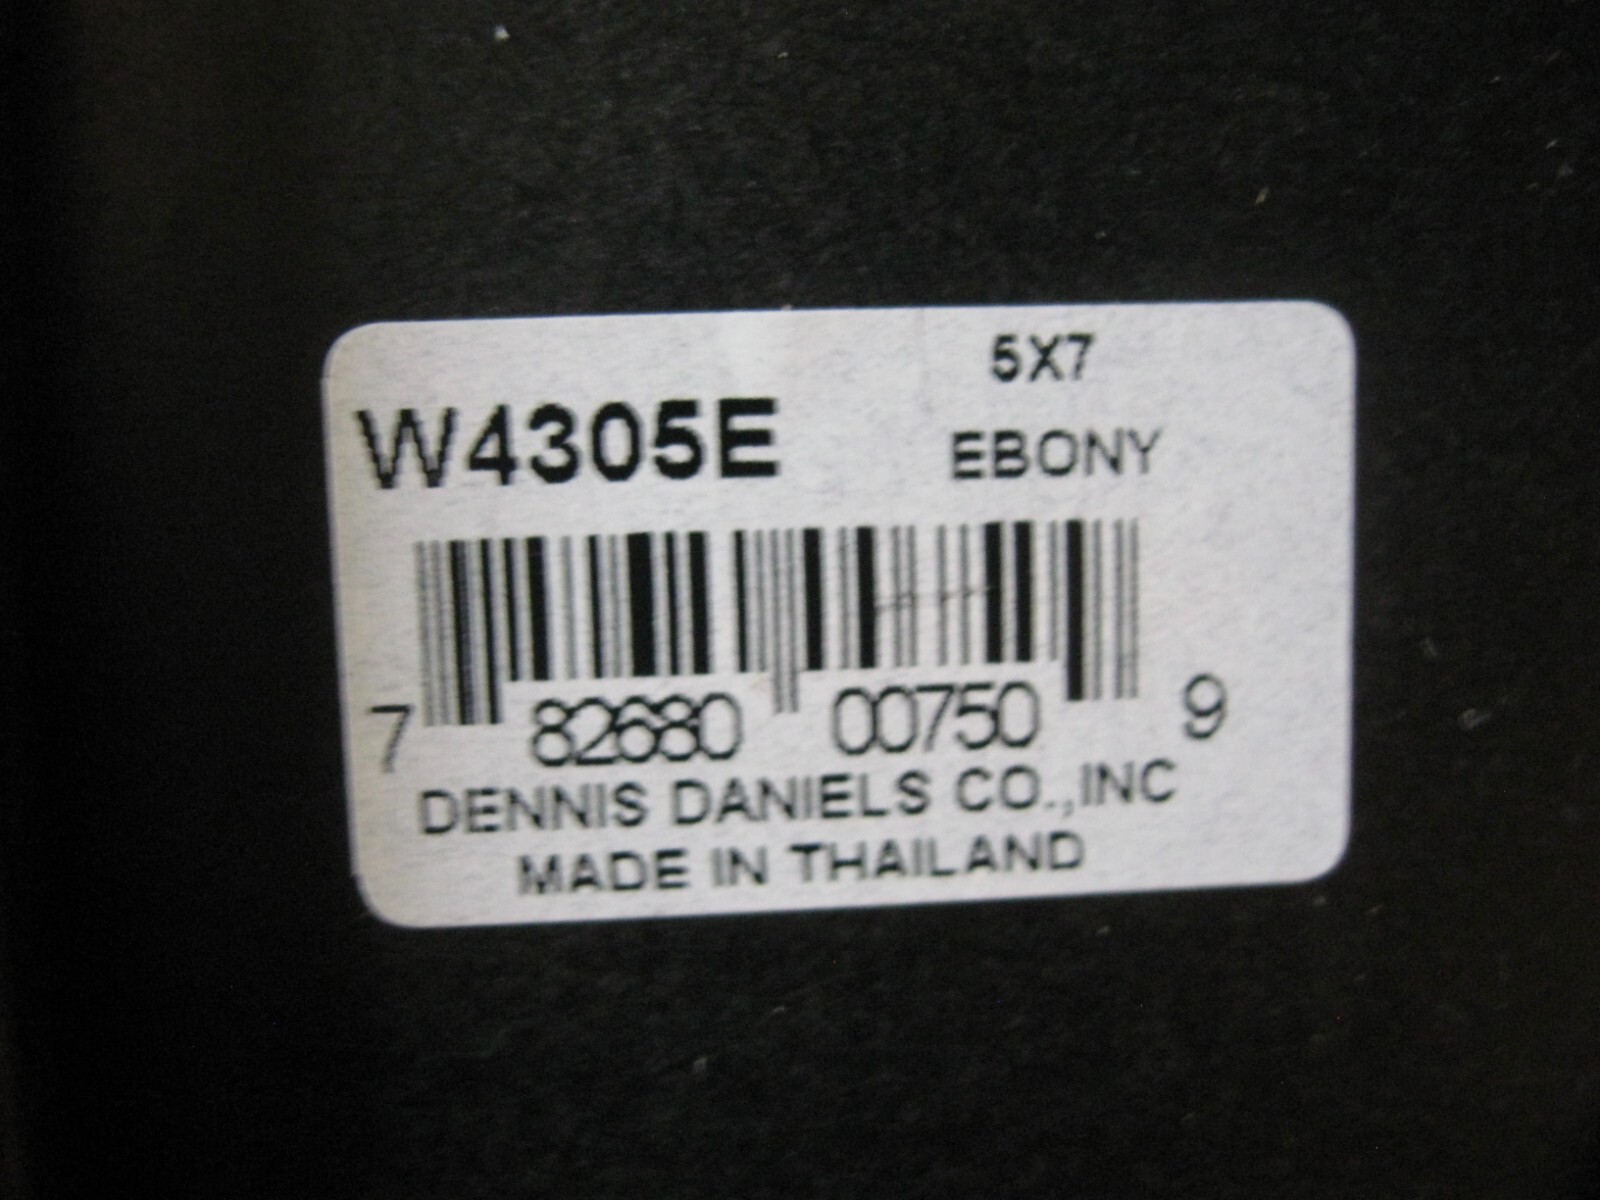 5X7
W4305E EBONY
7 82680 00750 9
DENNIS DANIELS CO.,INC
MADE IN THAILAND